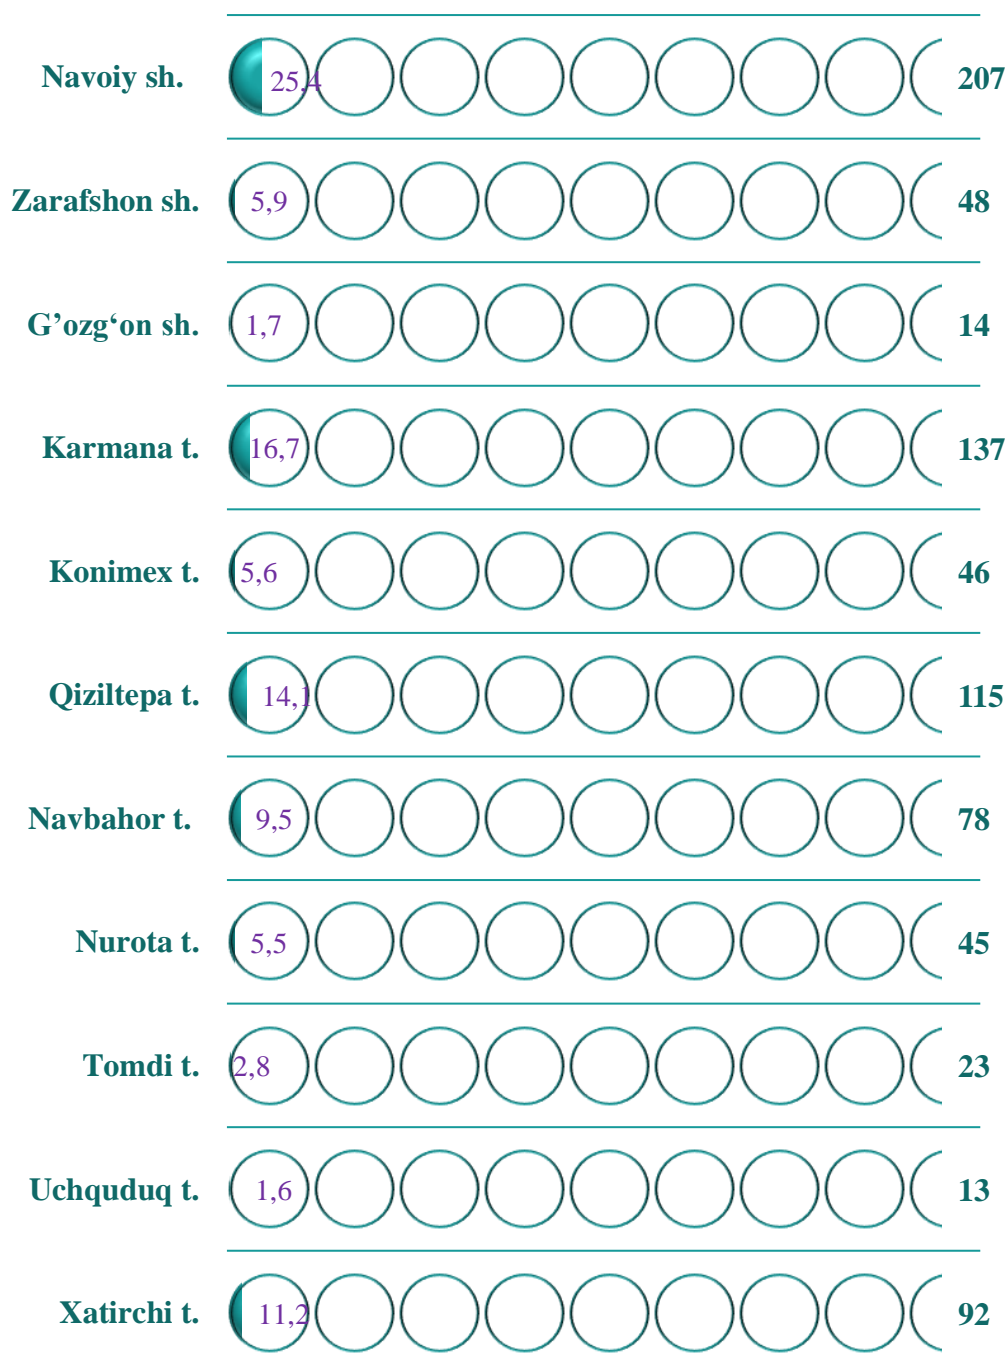 Navoiy sh. 25,4 207
Zarafshon sh. 5,9 48
G’ozg‘on sh. 1,7 14
Karmana t. 16,7 137
Konimex t. 5,6 46
Qiziltepa t. 14,1 115
Navbahor t. 9,5 78
Nurota t. 5,5 45
Tomdi t. 2,8 23
Uchquduq t. 1,6 13
Xatirchi t. 11,2 92